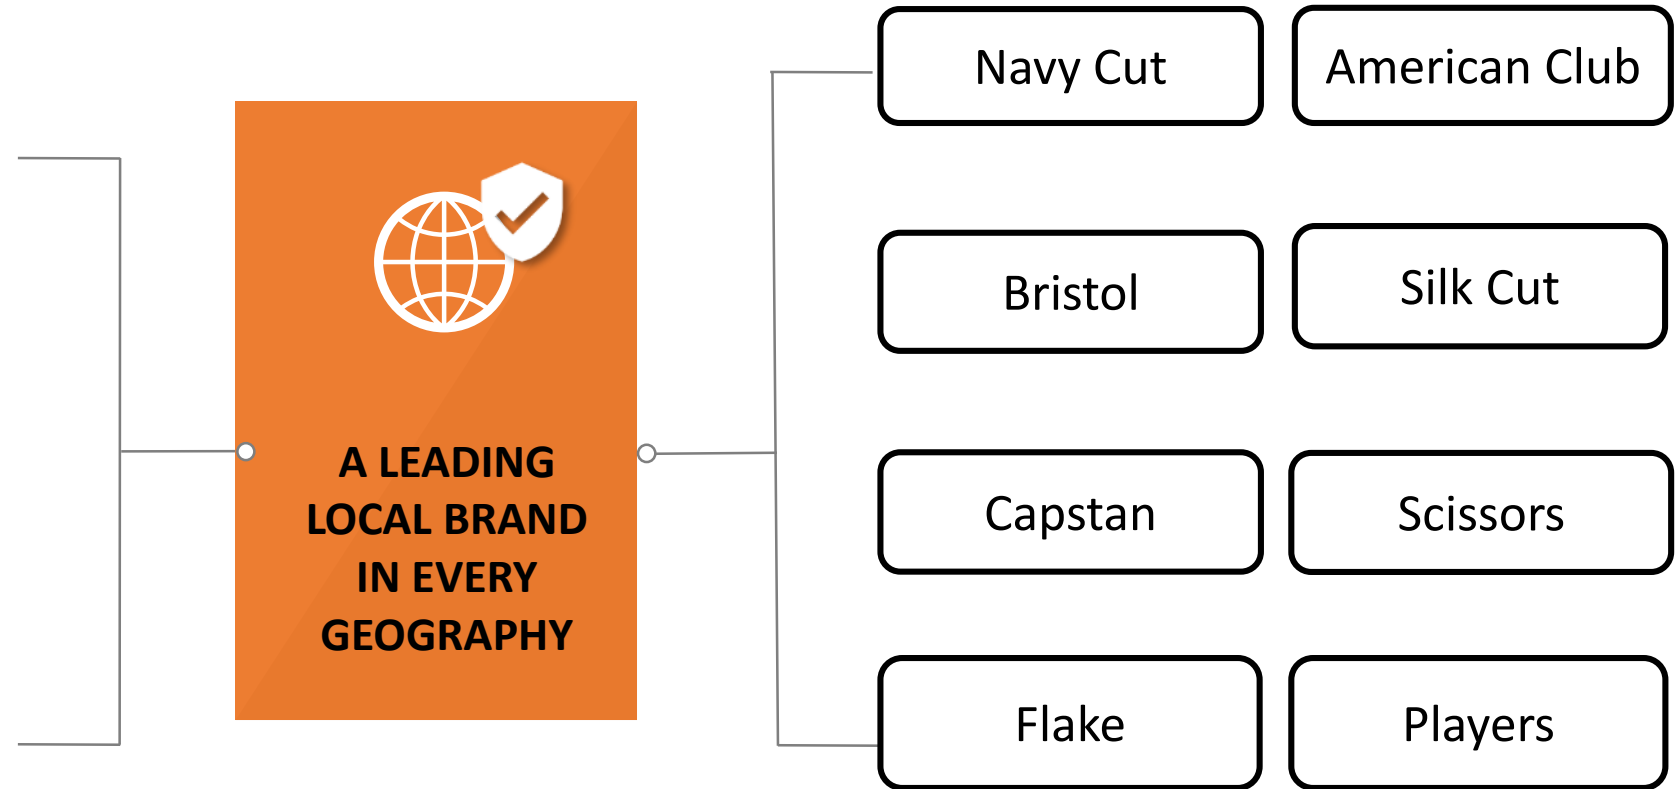 A LEADING
LOCAL BRAND
IN EVERY
GEOGRAPHY
Navy Cut
American Club
Bristol
Silk Cut
Capstan
Scissors
Flake
Players